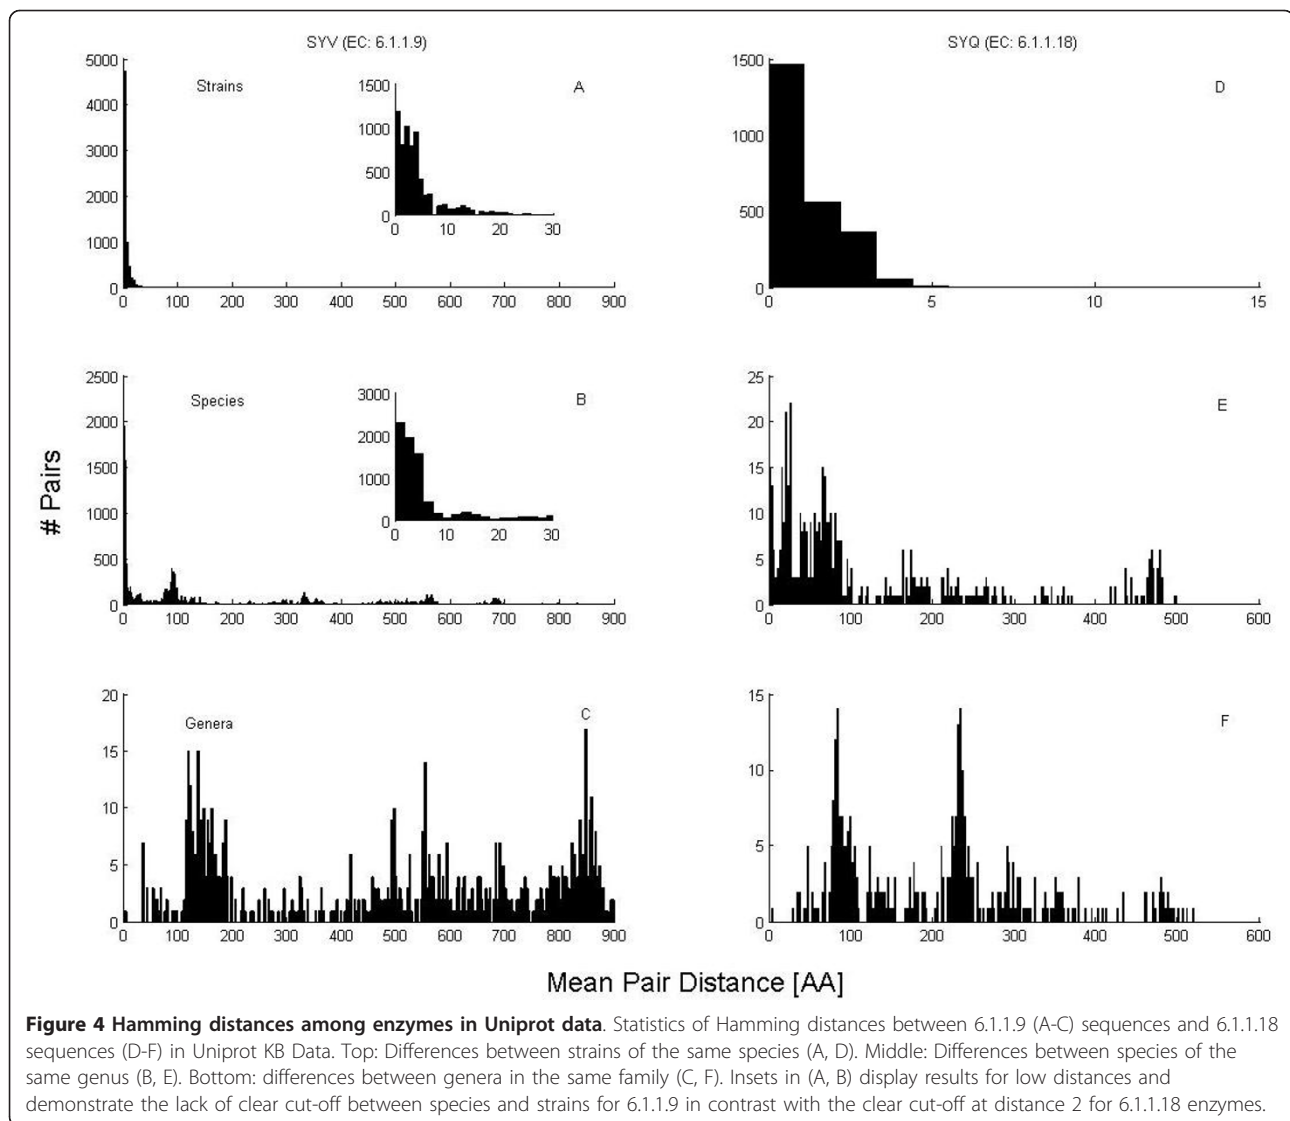 SYV (EC: 6.1.1.9)
SYQ (EC: 6.1.1.18)
5000
4000
3000
2000
1000
0
0 100 200 300 400 500 600 700 800 900
Strains
1500
1000
500
0
0 10 20 30
A
1500
1000
500
0
0 5 10 15
D
# Pairs
2500
2000
1500
1000
500
0
0 100 200 300 400 500 600 700 800 900
Species
3000
2000
1000
0
0 10 20 30
B
25
20
15
10
5
0
0 100 200 300 400 500 600
E
20
15
10
5
0
0 100 200 300 400 500 600 700 800 900
Genera
C
15
10
5
0
0 100 200 300 400 500 600
F
Mean Pair Distance [AA]
Figure 4 Hamming distances among enzymes in Uniprot data. Statistics of Hamming distances between 6.1.1.9 (A-C) sequences and 6.1.1.18
sequences (D-F) in Uniprot KB Data. Top: Differences between strains of the same species (A, D). Middle: Differences between species of the
same genus (B, E). Bottom: differences between genera in the same family (C, F). Insets in (A, B) display results for low distances and
demonstrate the lack of clear cut-off between species and strains for 6.1.1.9 in contrast with the clear cut-off at distance 2 for 6.1.1.18 enzymes.